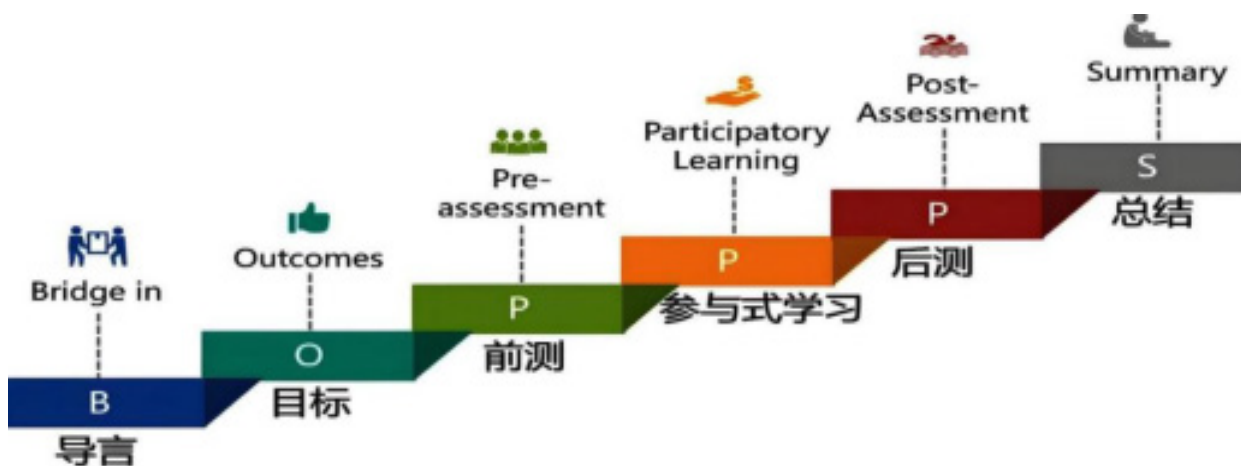 Bridge in
B
导言
Outcomes
O
目标
Pre-
assessment
P
前测
Participatory
Learning
P
参与式学习
Post-
Assessment
P
后测
Summary
S
总结